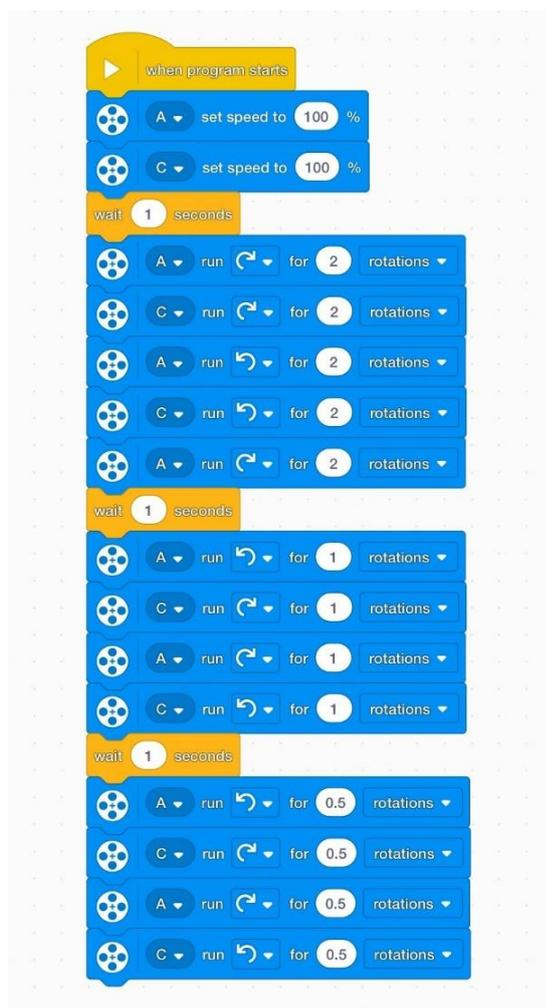 when program starts
A set speed to 100 %
C set speed to 100 %
wait 1 seconds
A run for 2 rotations
C run for 2 rotations
A run for 2 rotations
C run for 2 rotations
A run for 2 rotations
wait 1 seconds
A run for 1 rotations
C run for 1 rotations
A run for 1 rotations
C run for 1 rotations
wait 1 seconds
A run for 0.5 rotations
C run for 0.5 rotations
A run for 0.5 rotations
C run for 0.5 rotations